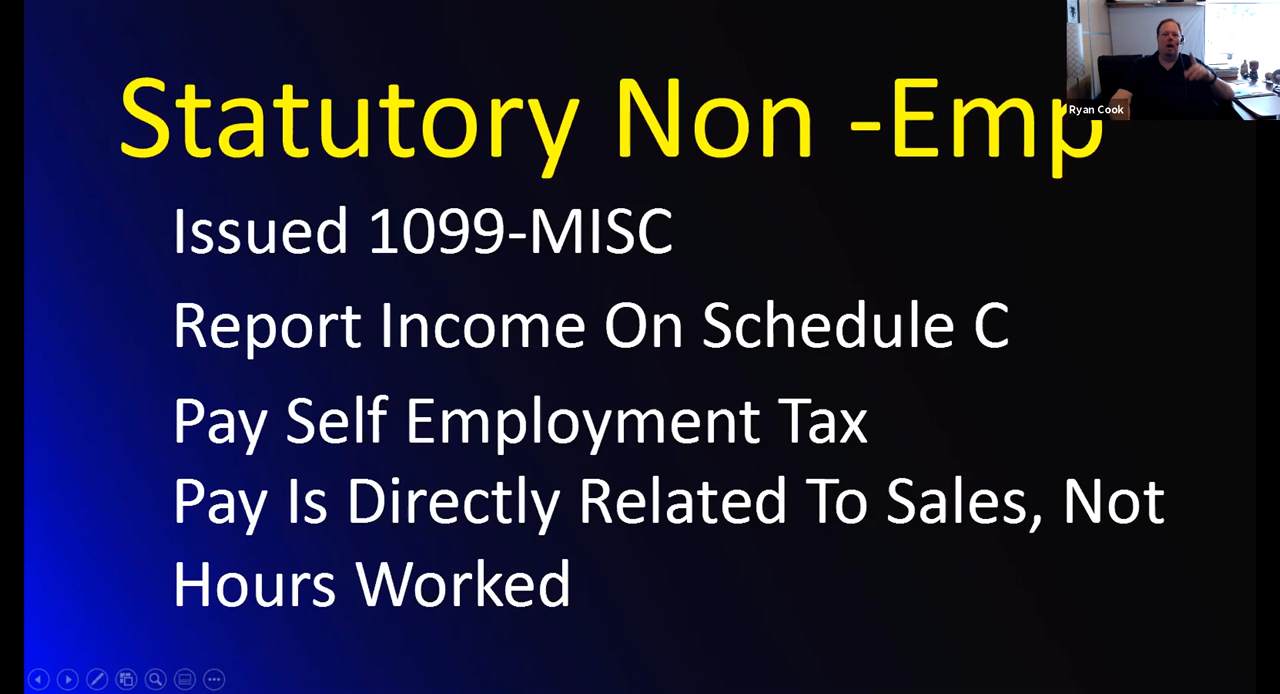 Statutory Non -Emp
Ryan Cook
Issued 1099-MISC
Report Income On Schedule C
Pay Self Employment Tax
Pay Is Directly Related To Sales, Not
Hours Worked